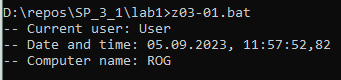 D:\repos\SP_3_1\lab1>z03-01.bat
-- Current user: User
-- Date and time: 05.09.2023, 11:57:52,82
-- Computer name: ROG